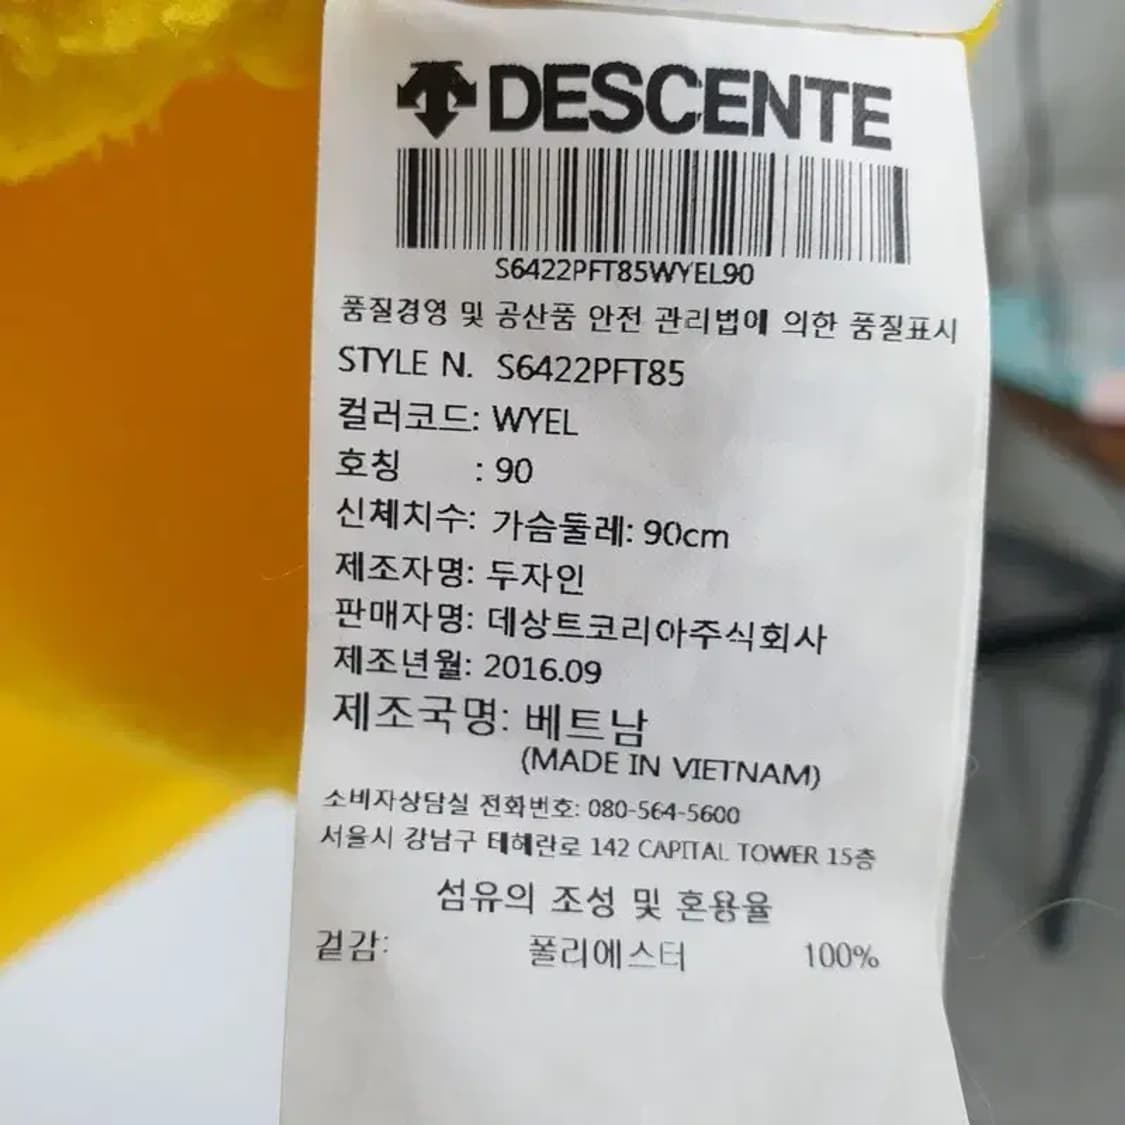 DESCENTE
S6422PFT85WYEL90
품질경영 및 공산품 안전 관리법에 의한 품질표시
STYLE N. S6422PFT85
컬러코드: WYEL
호칭 : 90
신체치수: 가슴둘레: 90cm
제조자명: 두자인
판매자명: 데상트코리아주식회사
제조년월: 2016.09
제조국명: 베트남
(MADE IN VIETNAM)
소비자상담실 전화번호: 080-564-5600
서울시 강남구 테헤란로 142 CAPITAL TOWER 15층
섬유의 조성 및 혼용율
겉감: 폴리에스터 100%